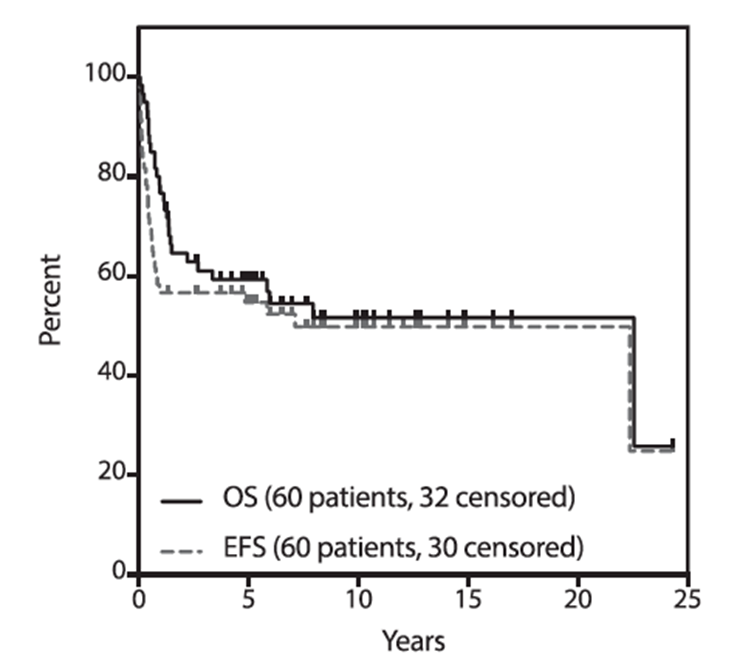 Percent
100
80
60
40
20
0
OS (60 patients, 32 censored)
EFS (60 patients, 30 censored)
0 5 10 15 20 25
Years